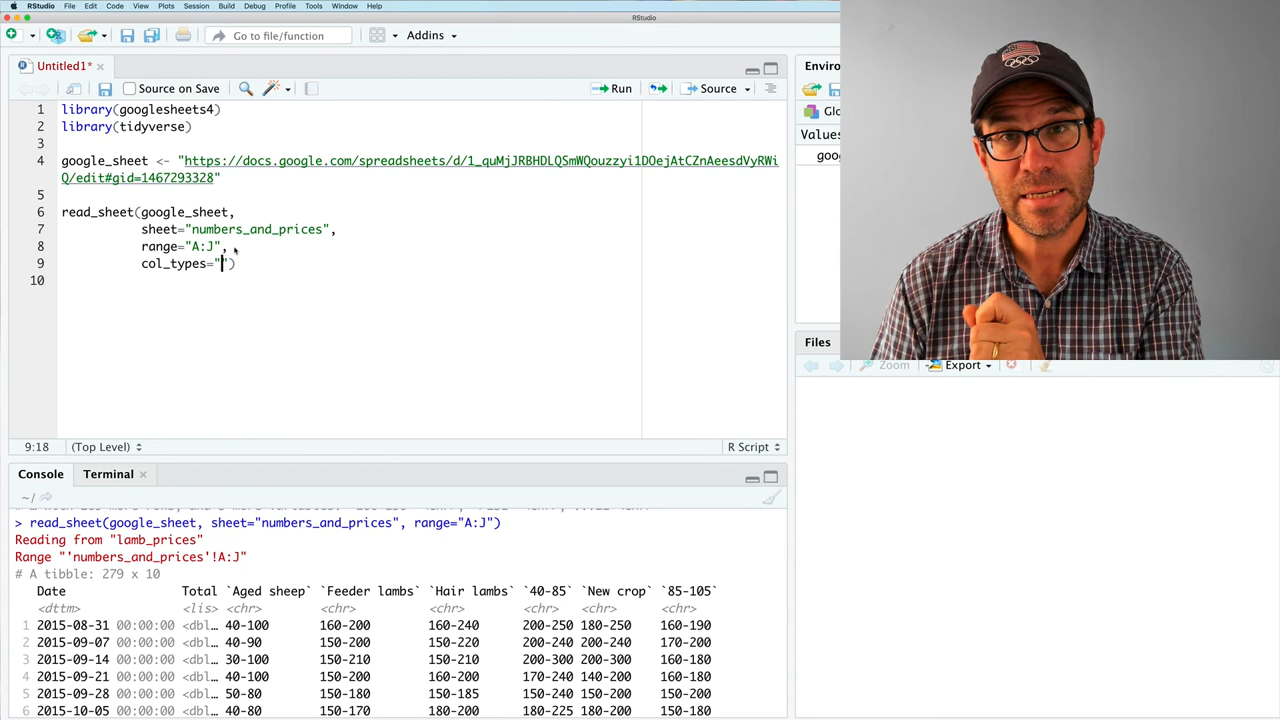 RStudio File Edit Code View Plots Session Build Debug Profile Tools Window Help
RStudio
Go to file/function Addins
Untitled1*
Source on Save Run Source
1 library(googlesheets4)
2 library(tidyverse)
3
4 google_sheet <- "https://docs.google.com/spreadsheets/d/1_quMjJRBHDLQSmWQouzzyi1DOejAtCZnAeesdVyRWi
Q/edit#gid=1467293328"
5
6 read_sheet(google_sheet,
7 sheet="numbers_and_prices",
8 range="A:J",
9 col_types="")
10
9:18 (Top Level) R Script
Console Terminal
~/
> read_sheet(google_sheet, sheet="numbers_and_prices", range="A:J")
Reading from "lamb_prices"
Range "'numbers_and_prices'!A:J"
# A tibble: 279 x 10
Date Total `Aged sheep` `Feeder lambs` `Hair lambs` `40-85` `New crop` `85-105`
<dttm> <lis> <chr> <chr> <chr> <chr> <chr> <chr>
1 2015-08-31 00:00:00 <dbl… 40-100 160-200 160-240 200-250 180-250 160-190
2 2015-09-07 00:00:00 <dbl… 40-90 150-200 150-220 200-240 200-240 170-200
3 2015-09-14 00:00:00 <dbl… 30-100 150-210 150-210 200-300 200-300 160-180
4 2015-09-21 00:00:00 <dbl… 40-100 150-200 160-200 170-240 140-200 160-180
5 2015-09-28 00:00:00 <dbl… 50-80 150-180 150-185 150-240 150-200 150-200
6 2015-10-05 00:00:00 <dbl… 40-80 150-170 180-200 180-225 180-200 150-180
Enviro
Glo
Values
goo
Files
Zoom Export